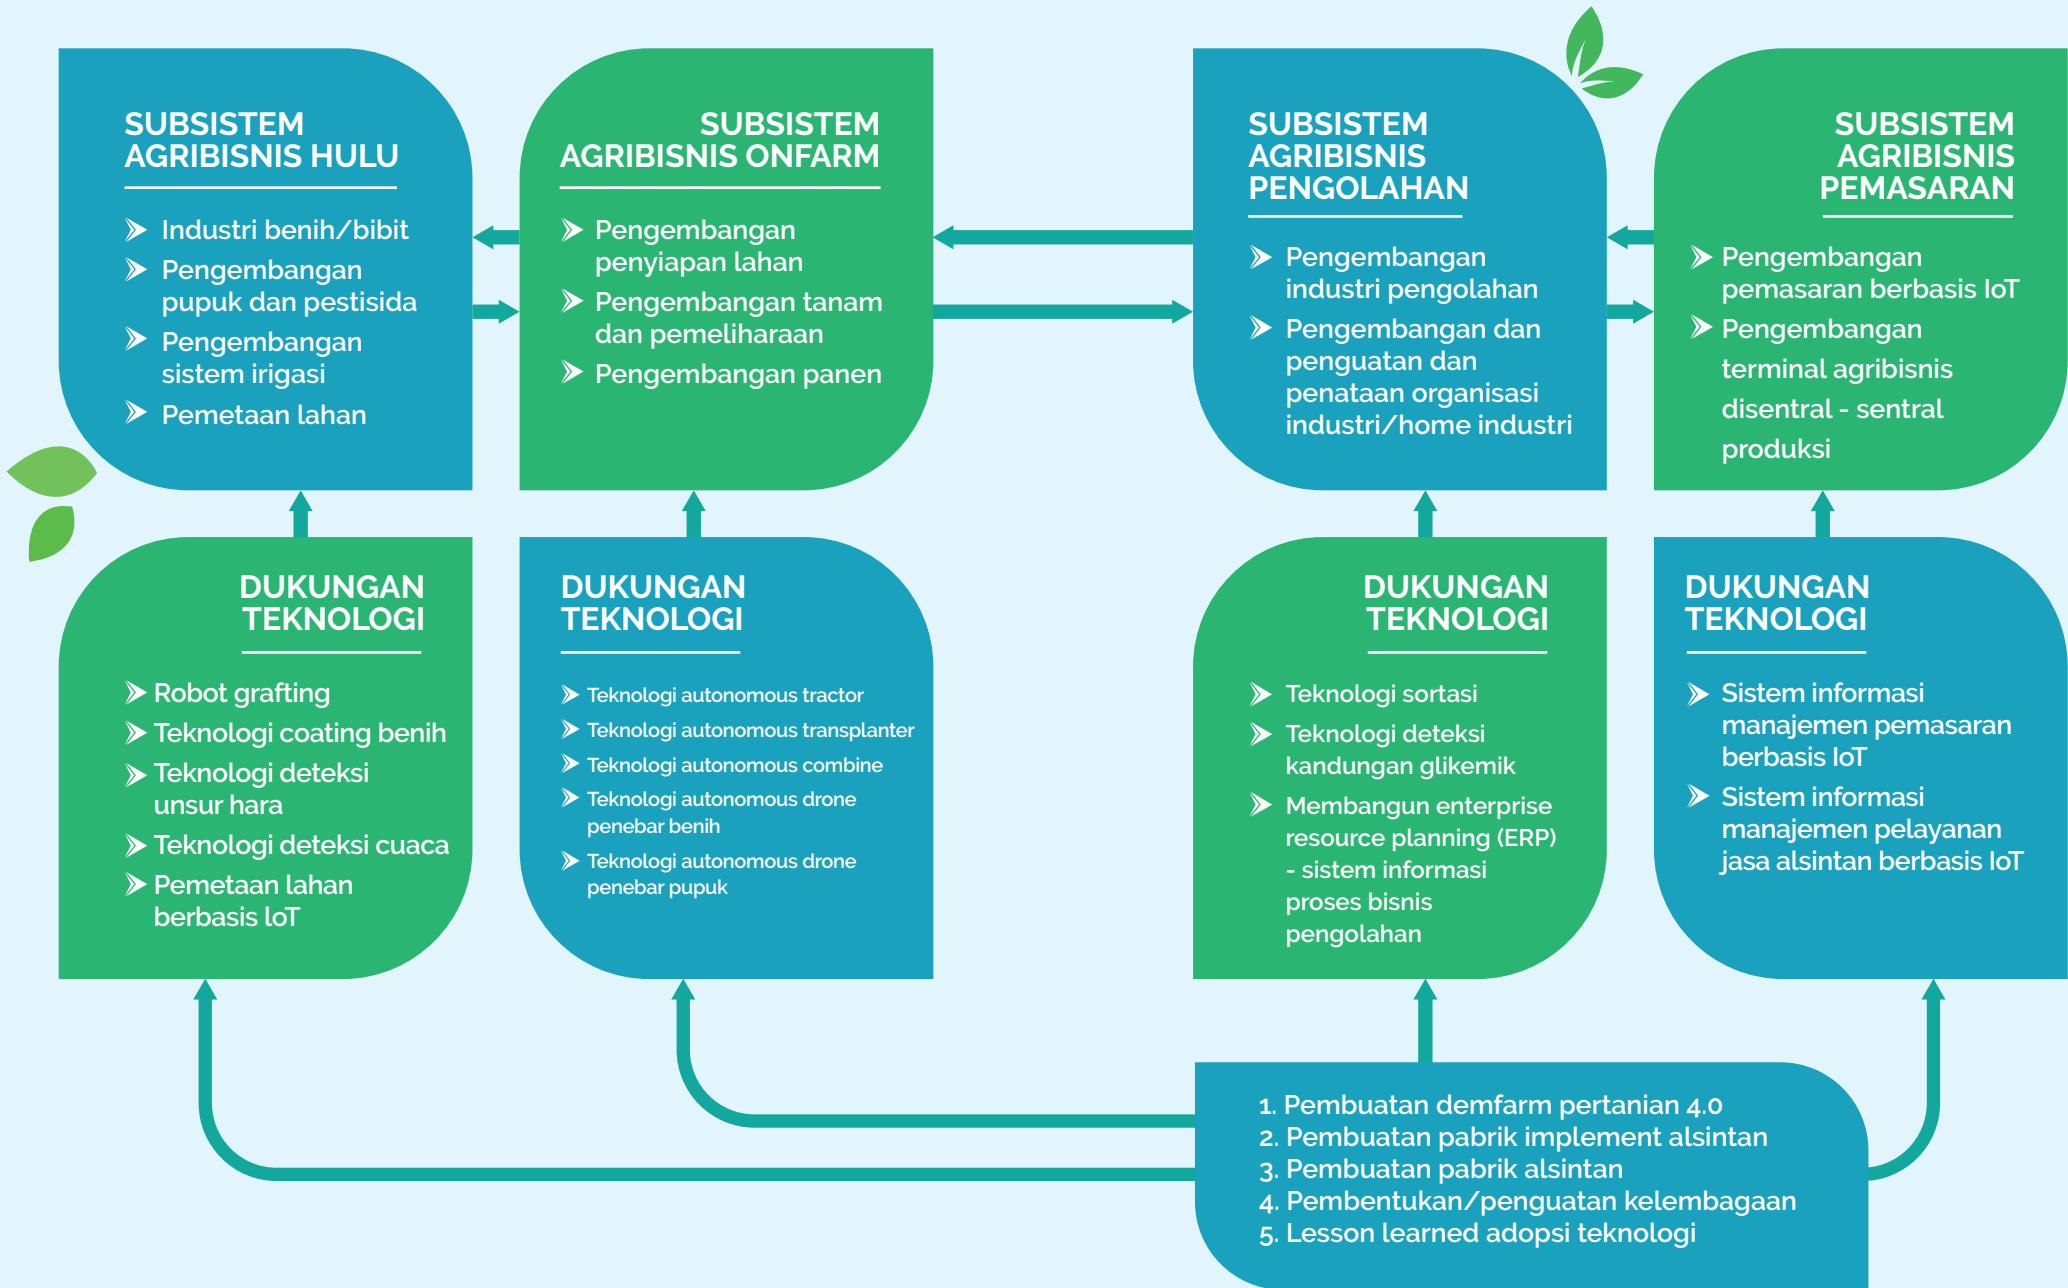 SUBSISTEM
AGRIBISNIS HULU
Industri benih/bibit
Pengembangan
pupuk dan pestisida
Pengembangan
sistem irigasi
Pemetaan lahan
SUBSISTEM
AGRIBISNIS ONFARM
Pengembangan
penyiapan lahan
Pengembangan tanam
dan pemeliharaan
Pengembangan panen
SUBSISTEM
AGRIBISNIS
PENGOLAHAN
Pengembangan
industri pengolahan
Pengembangan dan
penguatan dan
penataan organisasi
industri/home industri
SUBSISTEM
AGRIBISNIS
PEMASARAN
Pengembangan
pemasaran berbasis IoT
Pengembangan
terminal agribisnis
disentral - sentral
produksi
DUKUNGAN
TEKNOLOGI
Robot grafting
Teknologi coating benih
Teknologi deteksi
unsur hara
Teknologi deteksi cuaca
Pemetaan lahan
berbasis loT
DUKUNGAN
TEKNOLOGI
Teknologi autonomous tractor
Teknologi autonomous transplanter
Teknologi autonomous combine
Teknologi autonomous drone
penebar benih
Teknologi autonomous drone
penebar pupuk
DUKUNGAN
TEKNOLOGI
Teknologi sortasi
Teknologi deteksi
kandungan glikemik
Membangun enterprise
resource planning (ERP)
- sistem informasi
proses bisnis
pengolahan
DUKUNGAN
TEKNOLOGI
Sistem informasi
manajemen pemasaran
berbasis IoT
Sistem informasi
manajemen pelayanan
jasa alsintan berbasis IoT
1. Pembuatan demfarm pertanian 4.0
2. Pembuatan pabrik implement alsintan
3. Pembuatan pabrik alsintan
4. Pembentukan/penguatan kelembagaan
5. Lesson learned adopsi teknologi